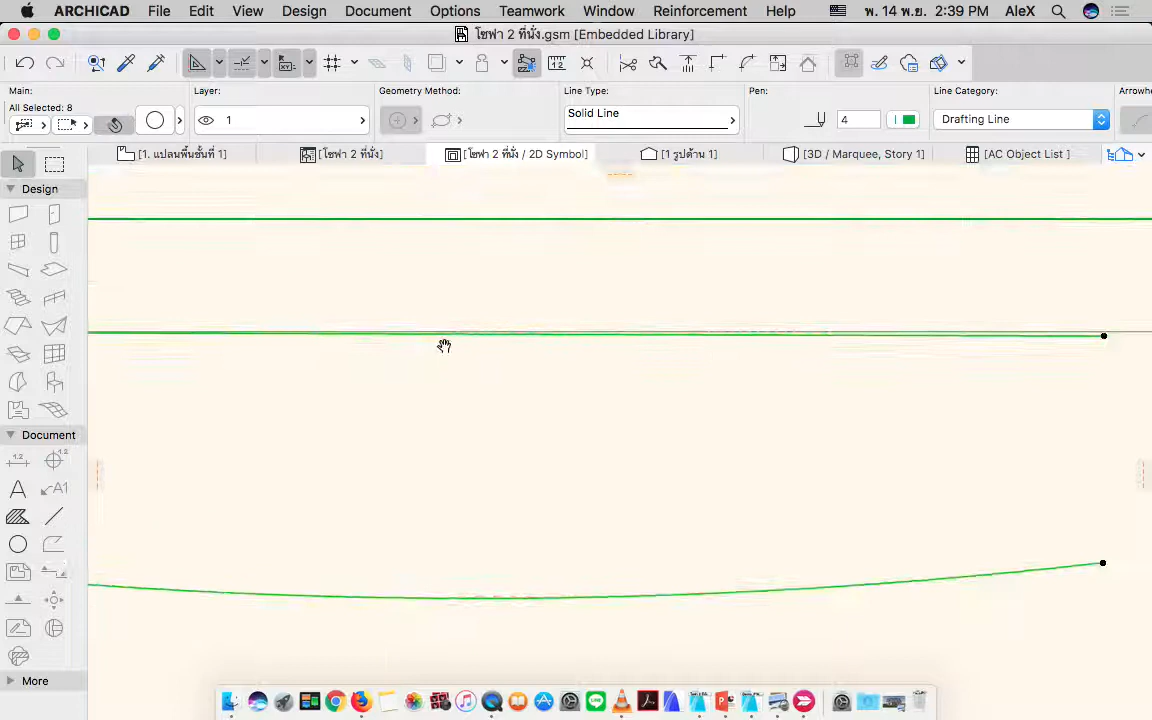 ARCHICAD File Edit View Design Document Options Teamwork Window Reinforcement Help พ. 14 พ.ย. 2:39 PM AleX
โซฟา 2 ที่นั่ง.gsm [Embedded Library]
Main: Layer: Geometry Method: Line Type: Pen: Line Category: Arrowhe
All Selected: 8
1 Solid Line 4 Drafting Line
[1. แปลนพื้นชั้นที่ 1] [โซฟา 2 ที่นั่ง] [โซฟา 2 ที่นั่ง / 2D Symbol] [1 รูปด้าน 1] [3D / Marquee, Story 1] [AC Object List ]
Design
Document
1.2 1.2
A A1
More